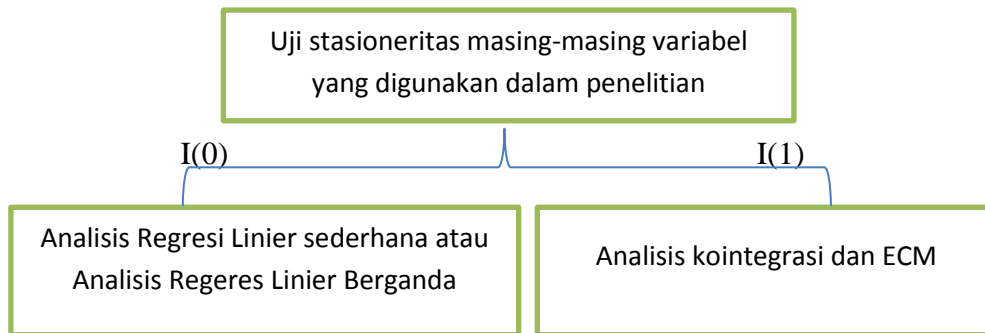 Uji stasioneritas masing-masing variabel
yang digunakan dalam penelitian
I(0)
I(1)
Analisis Regresi Linier sederhana atau
Analisis Regeres Linier Berganda
Analisis kointegrasi dan ECM